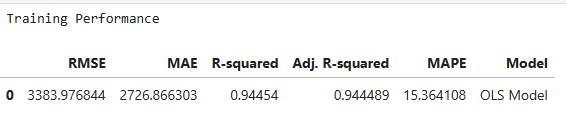 Training Performance
RMSE MAE R-squared Adj. R-squared MAPE Model
0 3383.976844 2726.866303 0.94454 0.944489 15.364108 OLS Model